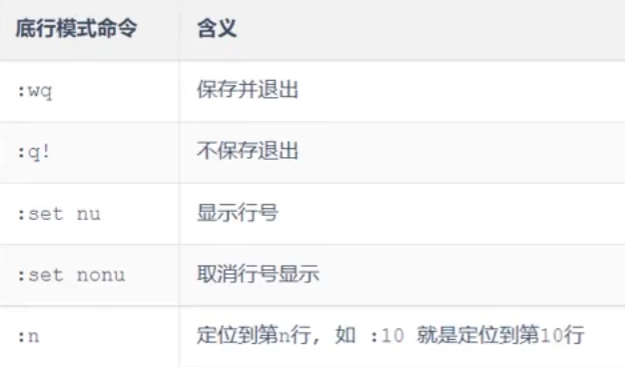 底行模式命令 含义
:wq 保存并退出
:q! 不保存退出
:set nu 显示行号
:set nonu 取消行号显示
:n 定位到第n行, 如 :10 就是定位到第10行